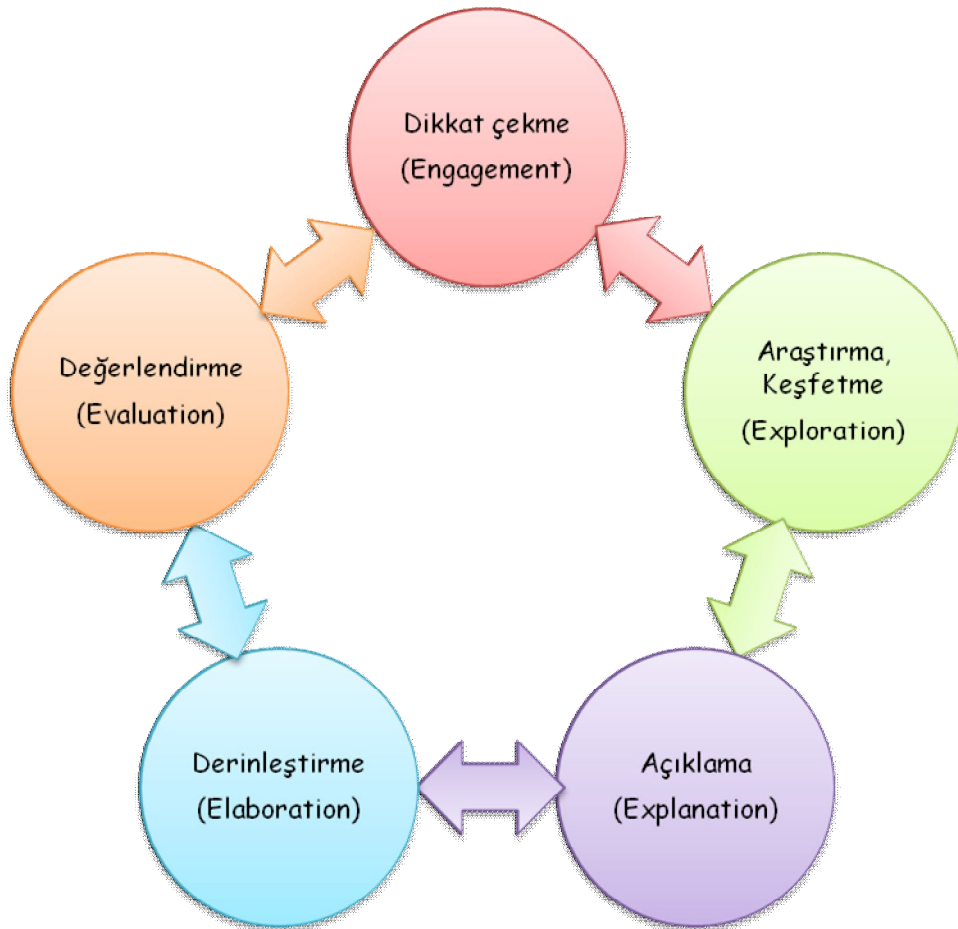 Dikkat çekme
(Engagement)
Araştırma,
Keşfetme
(Exploration)
Açıklama
(Explanation)
Derinleştirme
(Elaboration)
Değerlendirme
(Evaluation)